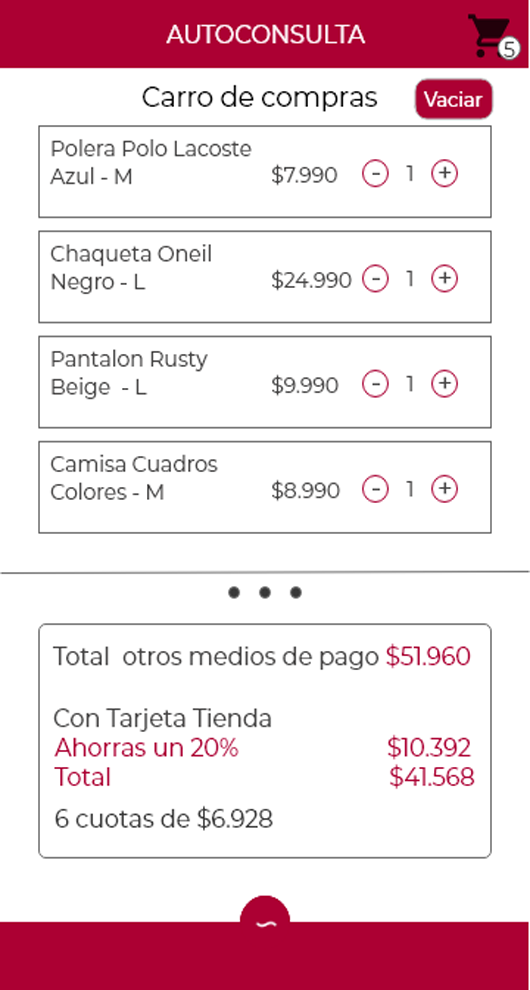 AUTOCONSULTA
5
Carro de compras
Vaciar
Polera Polo Lacoste
Azul - M
$7.990 - 1 +
Chaqueta Oneil
Negro - L
$24.990 - 1 +
Pantalon Rusty
Beige - L
$9.990 - 1 +
Camisa Cuadros
Colores - M
$8.990 - 1 +
Total otros medios de pago $51.960
Con Tarjeta Tienda
Ahorras un 20% $10.392
Total $41.568
6 cuotas de $6.928